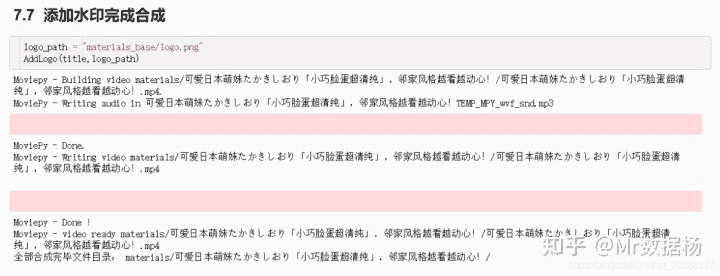 7.7 添加水印完成合成
logo_path = "materials_base/logo.png"
AddLogo(title,logo_path)
Moviepy - Building video materials/可爱日本萌妹たかきしおり「小巧脸蛋超清纯」，邻家风格越看越动心！/可爱日本萌妹たかきしおり「小巧脸蛋超清
纯」，邻家风格越看越动心！.mp4.
MoviePy - Writing audio in 可爱日本萌妹たかきしおり「小巧脸蛋超清纯」，邻家风格越看越动心！TEMP_MPY_wvf_snd.mp3
MoviePy - Done.
Moviepy - Writing video materials/可爱日本萌妹たかきしおり「小巧脸蛋超清纯」，邻家风格越看越动心！/可爱日本萌妹たかきしおり「小巧脸蛋超清
纯」，邻家风格越看越动心！.mp4
Moviepy - Done !
Moviepy - video ready materials/可爱日本萌妹たかきしおり「小巧脸蛋超清纯」，邻家风格越看越动心！/可爱日本萌妹たかきしおり「小巧脸蛋超清
纯」，邻家风格越看越动心！.mp4
全部合成完毕文件目录： materials/可爱日本萌妹たかきしおり「小巧脸蛋超清纯」，邻家风格越看越动心！/
知乎 @Mr数据杨